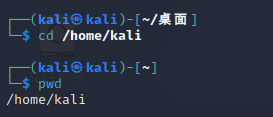 ┌──(kali㉿kali)-[~/桌面]
└─$ cd /home/kali
┌──(kali㉿kali)-[~]
└─$ pwd
/home/kali